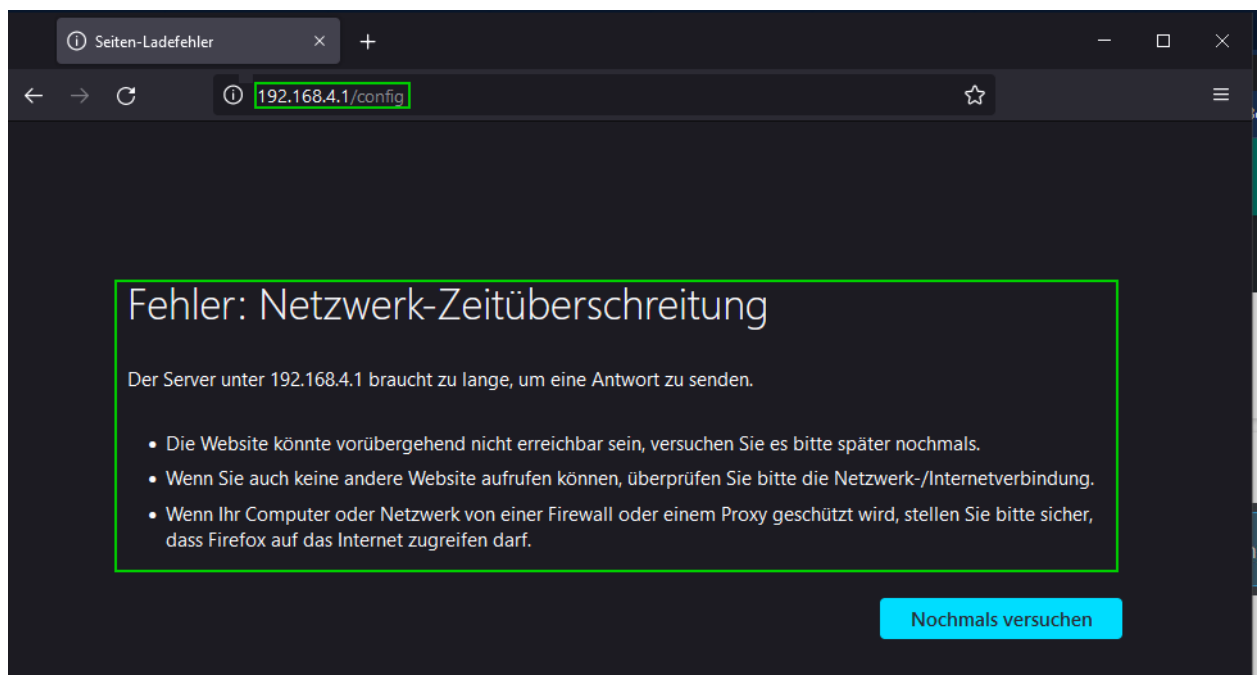 Seiten-Ladefehler
192.168.4.1/config
Fehler: Netzwerk-Zeitüberschreitung
Der Server unter 192.168.4.1 braucht zu lange, um eine Antwort zu senden.
• Die Website könnte vorübergehend nicht erreichbar sein, versuchen Sie es bitte später nochmals.
• Wenn Sie auch keine andere Website aufrufen können, überprüfen Sie bitte die Netzwerk-/Internetverbindung.
• Wenn Ihr Computer oder Netzwerk von einer Firewall oder einem Proxy geschützt wird, stellen Sie bitte sicher,
dass Firefox auf das Internet zugreifen darf.
Nochmals versuchen